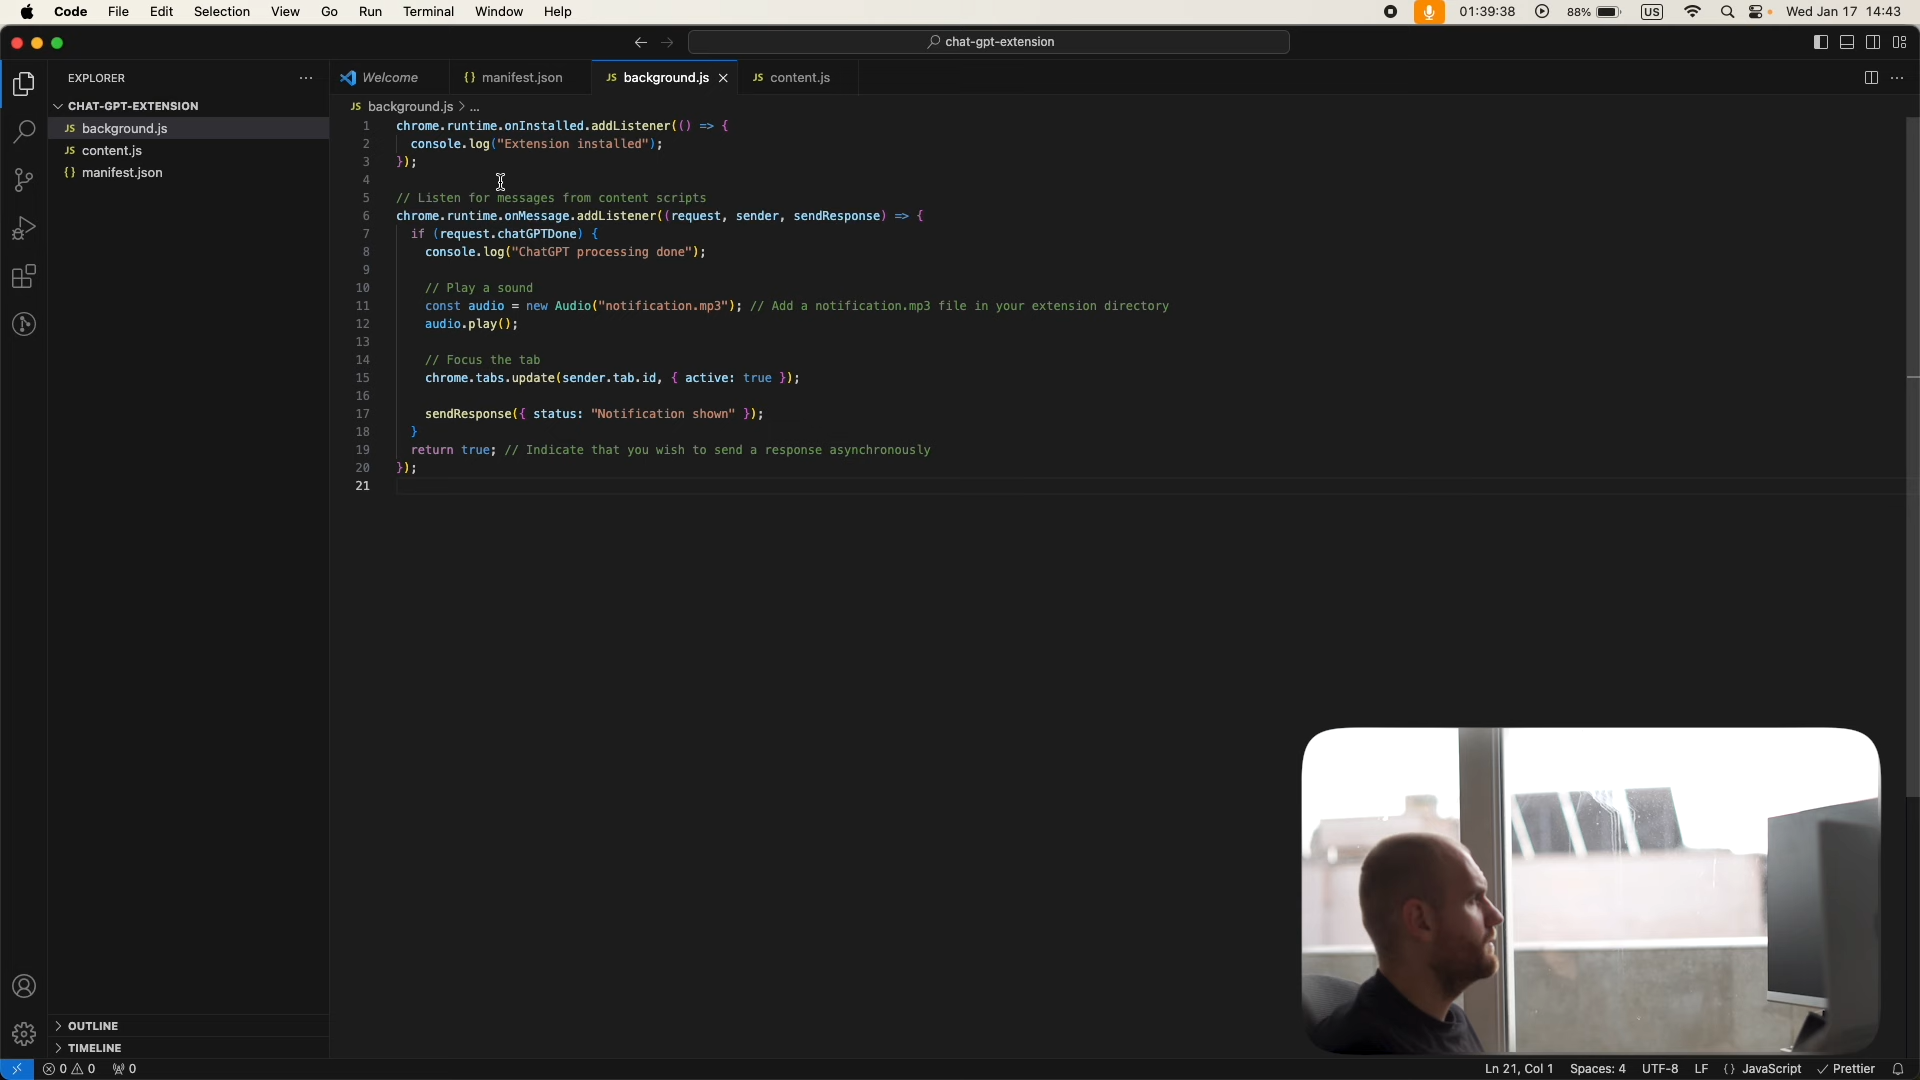 Code File Edit Selection View Go Run Terminal Window Help 01:39:38 88% US Wed Jan 17 14:43
chat-gpt-extension
EXPLORER
CHAT-GPT-EXTENSION
JS background.js
JS content.js
{} manifest.json
OUTLINE
TIMELINE
Welcome {} manifest.json JS background.js JS content.js
JS background.js > ...
1 chrome.runtime.onInstalled.addListener(() => {
2 console.log("Extension installed");
3 });
4
5 // Listen for messages from content scripts
6 chrome.runtime.onMessage.addListener((request, sender, sendResponse) => {
7 if (request.chatGPTDone) {
8 console.log("ChatGPT processing done");
9
10 // Play a sound
11 const audio = new Audio("notification.mp3"); // Add a notification.mp3 file in your extension directory
12 audio.play();
13
14 // Focus the tab
15 chrome.tabs.update(sender.tab.id, { active: true });
16
17 sendResponse({ status: "Notification shown" });
18 }
19 return true; // Indicate that you wish to send a response asynchronously
20 });
21
0 0 0 Ln 21, Col 1 Spaces: 4 UTF-8 LF {} JavaScript Prettier